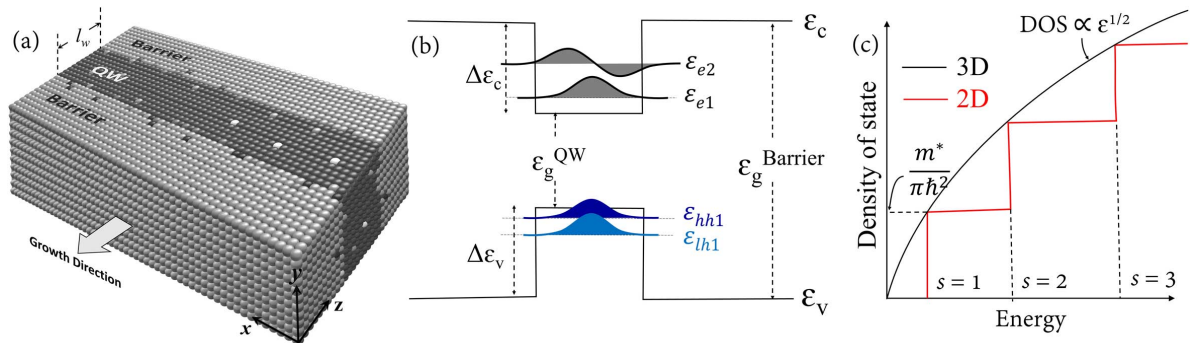 (a)
l_w
Barrier
QW
Barrier
Growth Direction
y
z
x
(b)
ε_c
Δε_c
ε_e2
ε_e1
ε_g^QW
ε_g^Barrier
ε_hh1
ε_lh1
Δε_v
ε_v
(c)
DOS ∝ ε^1/2
3D
2D
Density of state
m*
πħ²
s = 1
s = 2
s = 3
Energy